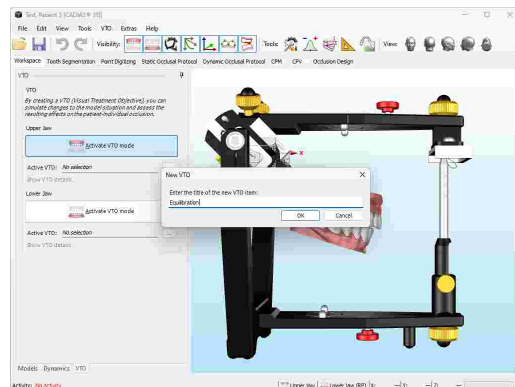 Test, Patient 3 [CADIAS® 3D]
File Edit View Tools VTO Extras Help
Visibility: Tools: View:
Workspace Tooth Segmentation Point Digitizing Static Occlusal Protocol Dynamic Occlusal Protocol CPM CPV Occlusion Design
VTO
VTO
By creating a VTO (Visual Treatment Objective), you can
simulate changes to the model situation and assess the
resulting effects on the patient-individual occlusion.
Upper Jaw
Activate VTO mode
Active VTO: No selection
Show VTO details
Lower Jaw
Activate VTO mode
Active VTO: No selection
Show VTO details
New VTO
Enter the title of the new VTO item:
Equilibration
OK Cancel
x
Models Dynamics VTO
Activity: No activity Upper Jaw Lower Jaw (RP) X: Y: Z: